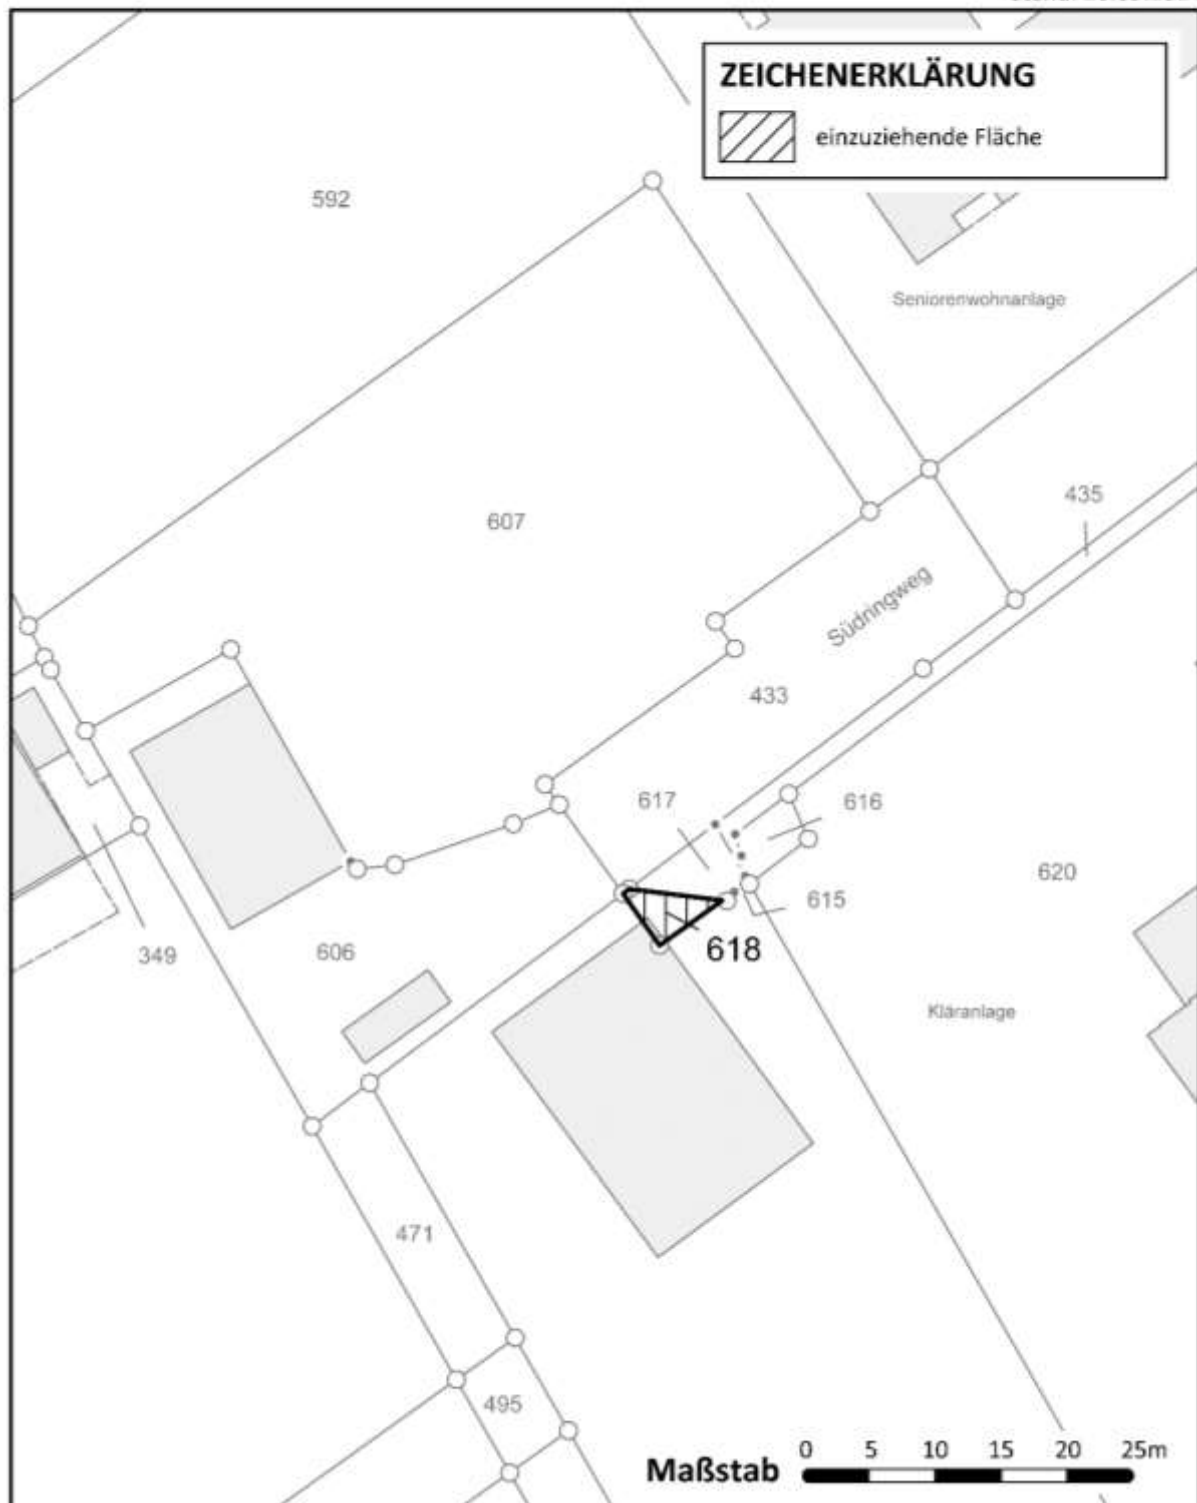 ZEICHENERKLÄRUNG
einzuziehende Fläche
592
Seniorenwohnanlage
435
607
Südringweg
433
617
616
620
615
618
349
606
Kläranlage
471
495
Maßstab
0 5 10 15 20 25m